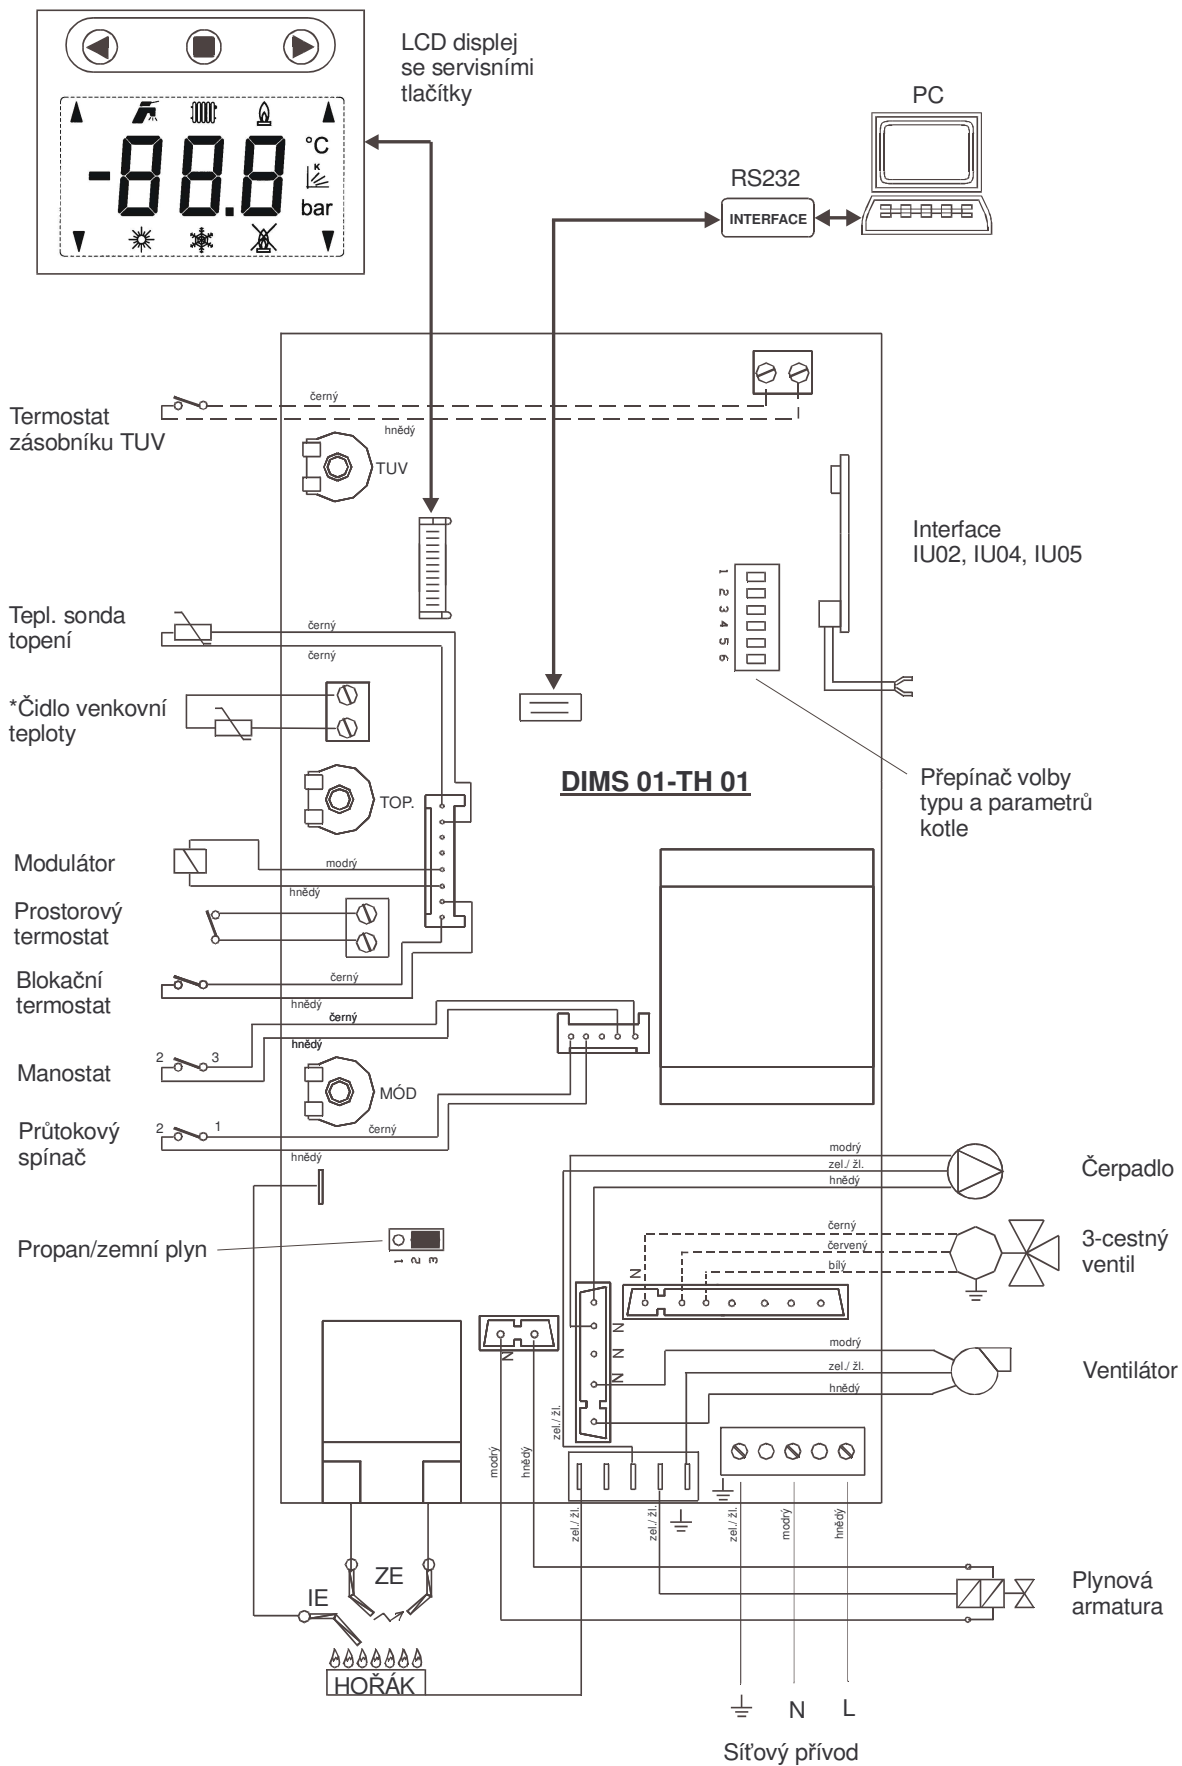 LCD displej
se servisními
tlačítky
-88.8
°C
K
bar
PC
RS232
INTERFACE
Termostat
zásobníku TUV
černý
hnědý
TUV
Interface
IU02, IU04, IU05
1
2
3
4
5
6
Tepl. sonda
topení
černý
černý
*Čidlo venkovní
teploty
DIMS 01-TH 01
Přepínač volby
typu a parametrů
kotle
TOP.
Modulátor
modrý
hnědý
Prostorový
termostat
Blokační
termostat
černý
hnědý
černý
hnědý
Manostat
2
3
MÓD
Průtokový
spínač
2
1
černý
hnědý
modrý
zel./ žl.
hnědý
Čerpadlo
Propan/zemní plyn
1
2
3
černý
červený
bílý
N
3-cestný
ventil
N
N
N
N
modrý
zel./ žl.
hnědý
Ventilátor
zel./ žl.
modrý
hnědý
zel./ žl.
zel./ žl.
zel./ žl.
modrý
hnědý
ZE
IE
HOŘÁK
Plynová
armatura
N
L
Síťový přívod